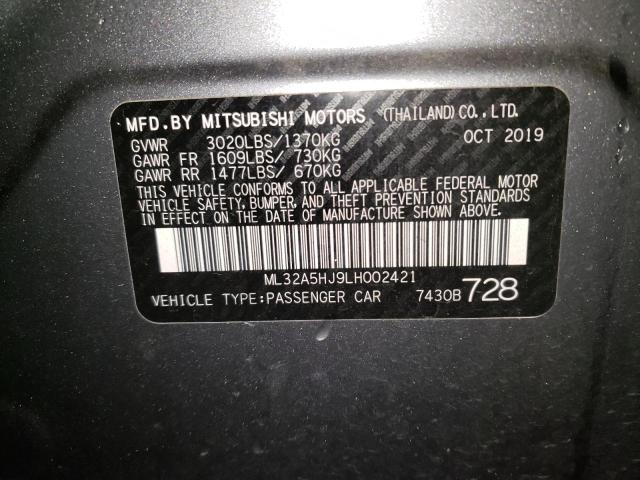 MFD.BY MITSUBISHI MOTORS (THAILAND)CO.,LTD.
GVWR 3020LBS/1370KG OCT 2019
GAWR FR 1609LBS/ 730KG
GAWR RR 1477LBS/ 670KG
THIS VEHICLE CONFORMS TO ALL APPLICABLE FEDERAL MOTOR
VEHICLE SAFETY, BUMPER, AND THEFT PREVENTION STANDARDS
IN EFFECT ON THE DATE OF MANUFACTURE SHOWN ABOVE.
ML32A5HJ9LH002421
VEHICLE TYPE:PASSENGER CAR 7430B 728